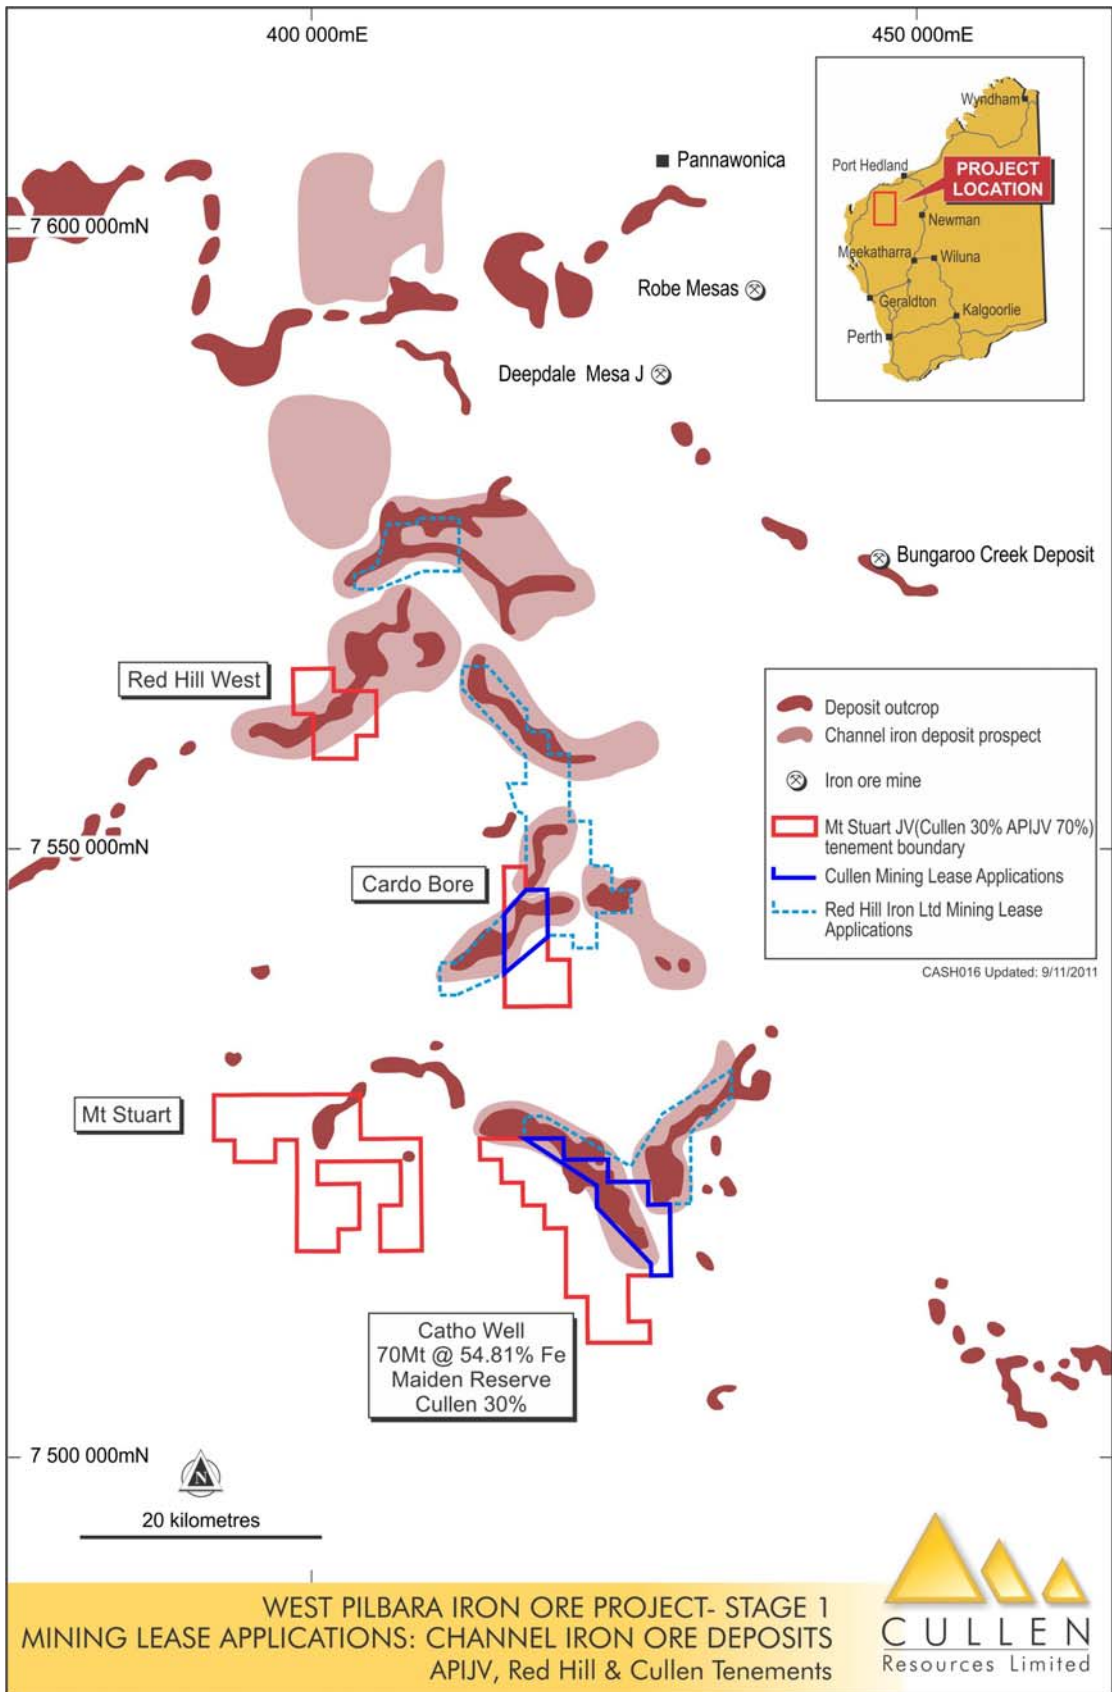 400 000mE
450 000mE
Wyndham
Port Hedland
PROJECT
LOCATION
Newman
Meekatharra
Wiluna
Geraldton
Kalgoorlie
Perth
Pannawonica
7 600 000mN
Robe Mesas
Deepdale Mesa J
Bungaroo Creek Deposit
Red Hill West
Deposit outcrop
Channel iron deposit prospect
Iron ore mine
Mt Stuart JV(Cullen 30% APIJV 70%)
tenement boundary
Cullen Mining Lease Applications
Red Hill Iron Ltd Mining Lease
Applications
CASH016 Updated: 9/11/2011
7 550 000mN
Cardo Bore
Mt Stuart
Catho Well
70Mt @ 54.81% Fe
Maiden Reserve
Cullen 30%
7 500 000mN
N
20 kilometres
WEST PILBARA IRON ORE PROJECT- STAGE 1
MINING LEASE APPLICATIONS: CHANNEL IRON ORE DEPOSITS
APIJV, Red Hill & Cullen Tenements
CULLEN
Resources Limited